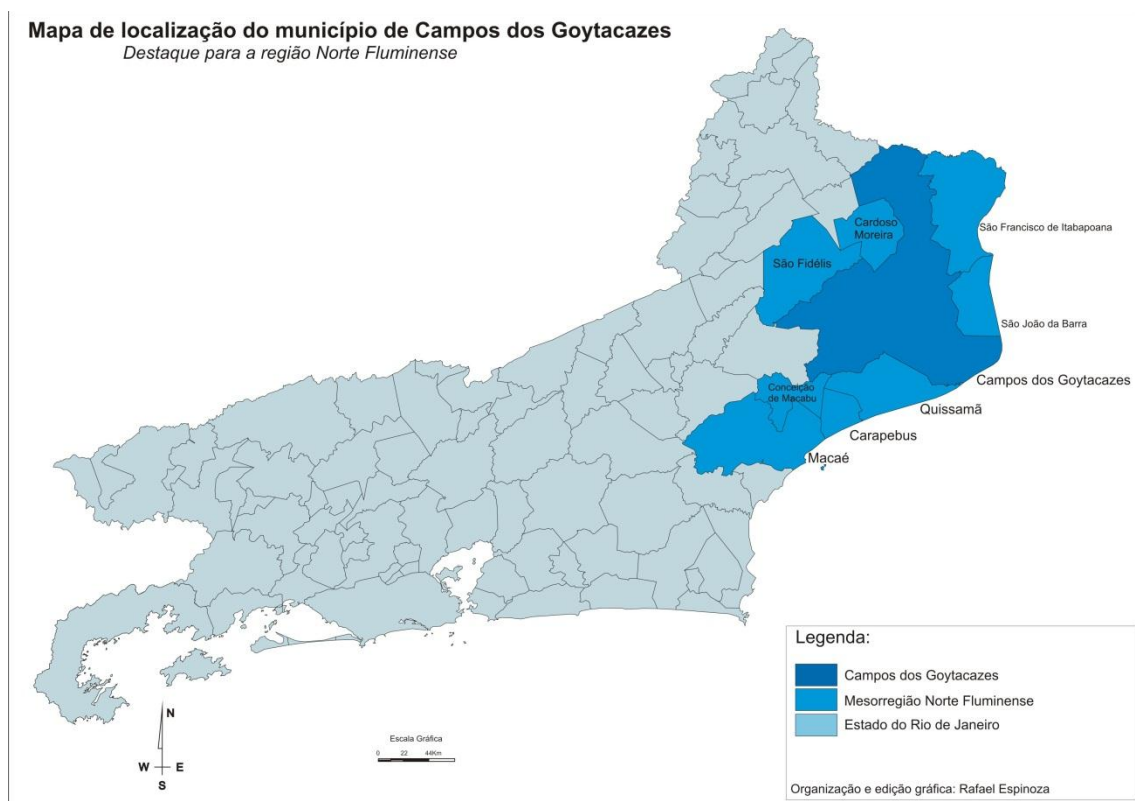 Mapa de localização do município de Campos dos Goytacazes
Destaque para a região Norte Fluminense
Cardoso
Moreira
São Francisco de Itabapoana
São Fidélis
São João da Barra
Conceição
de Macabu
Campos dos Goytacazes
Quissamã
Carapebus
Macaé
Legenda:
Campos dos Goytacazes
Mesorregião Norte Fluminense
Estado do Rio de Janeiro
N
W E
S
Escala Gráfica
0 22 44Km
Organização e edição gráfica: Rafael Espinoza